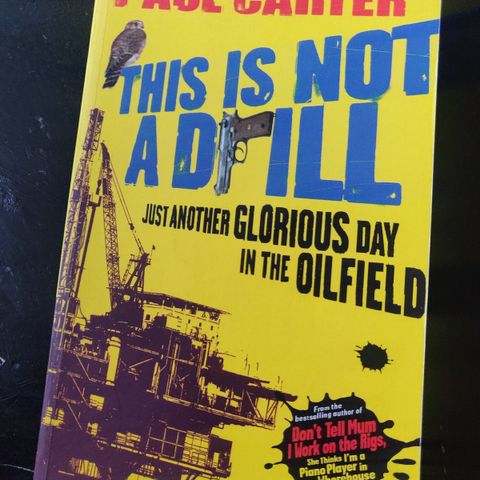 PAUL CARTER
THIS IS NOT
A DRILL
JUST ANOTHER GLORIOUS DAY
IN THE OILFIELD
From the
bestselling author of
Don't Tell Mum
I Work on the Rigs,
She Thinks I'm a
Piano Player in
Whorehouse